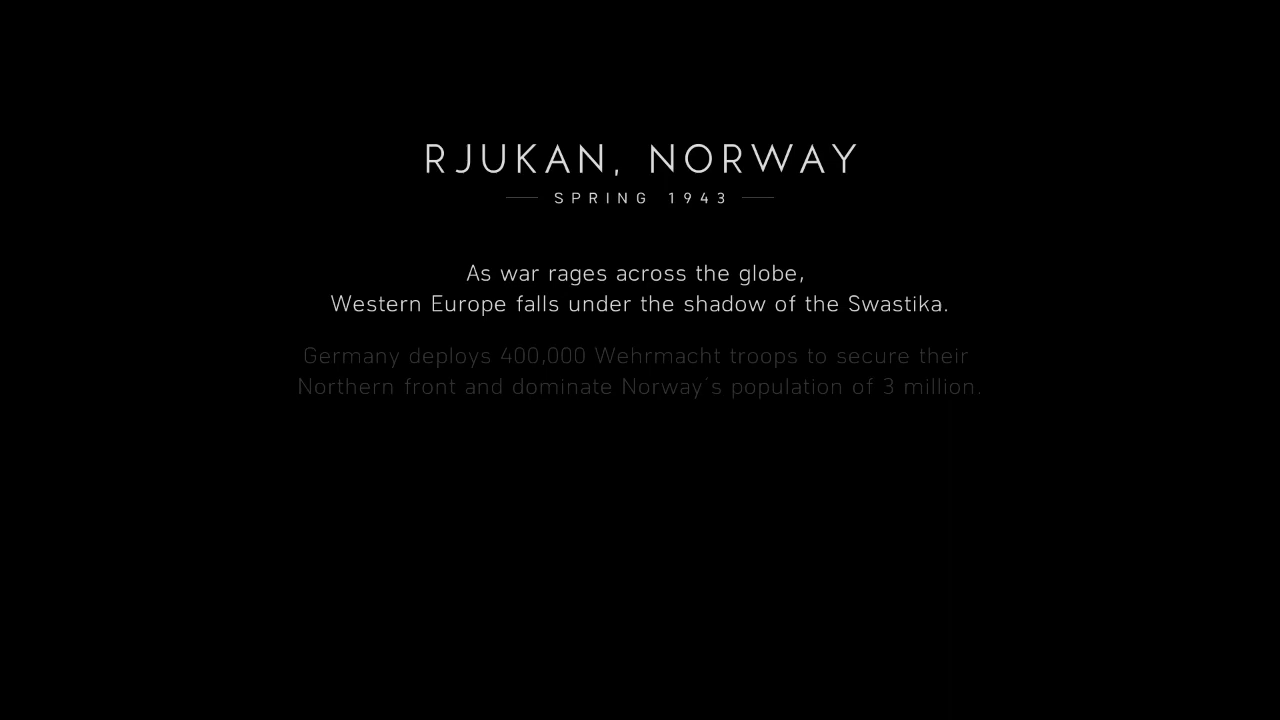 RJUKAN, NORWAY
SPRING 1943
As war rages across the globe,
Western Europe falls under the shadow of the Swastika.
Germany deploys 400,000 Wehrmacht troops to secure their
Northern front and dominate Norway's population of 3 million.